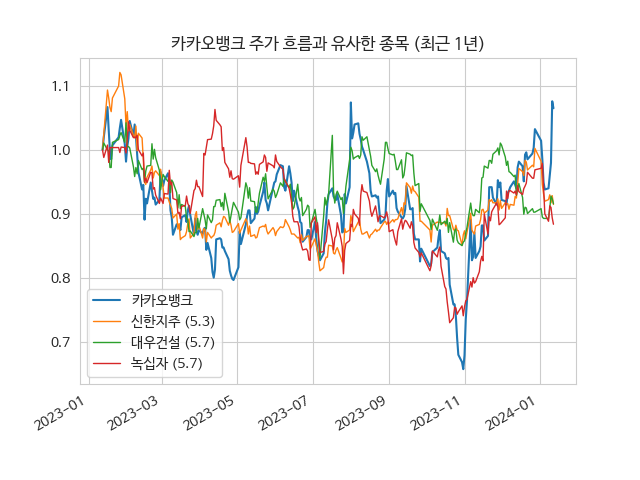 카카오뱅크 주가 흐름과 유사한 종목 (최근 1년)
1.1
1.0
0.9
0.8
0.7
카카오뱅크
신한지주 (5.3)
대우건설 (5.7)
녹십자 (5.7)
2023-01
2023-03
2023-05
2023-07
2023-09
2023-11
2024-01